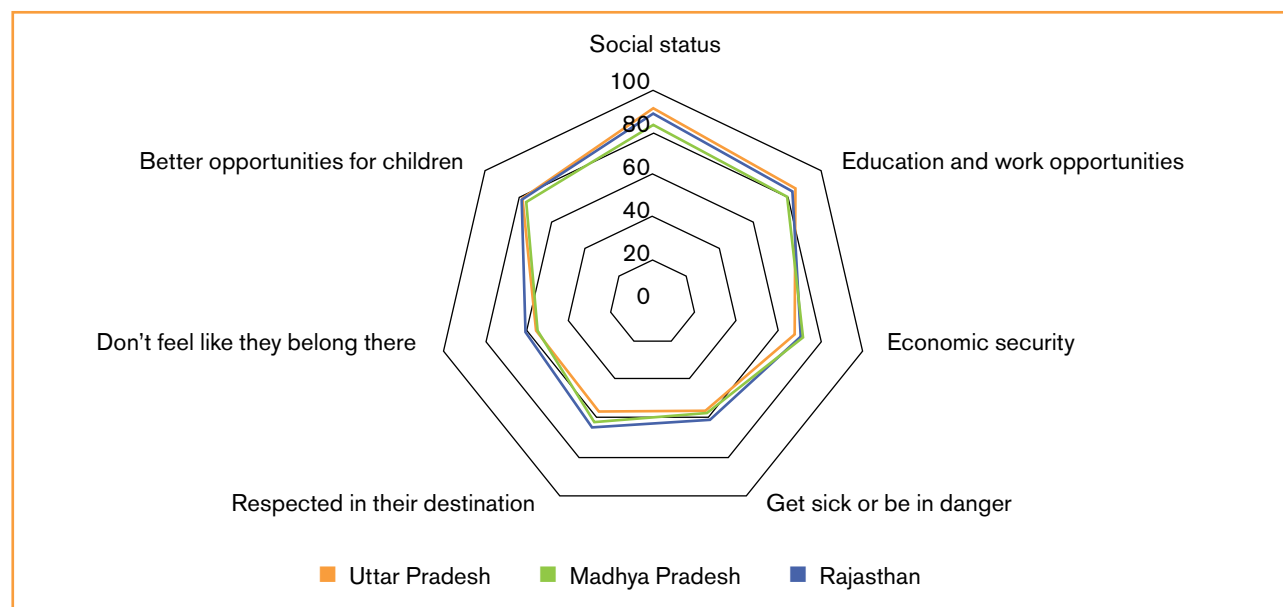 Social status
100
80
60
40
20
0
Better opportunities for children
Education and work opportunities
Don’t feel like they belong there
Economic security
Respected in their destination
Get sick or be in danger
Uttar Pradesh
Madhya Pradesh
Rajasthan